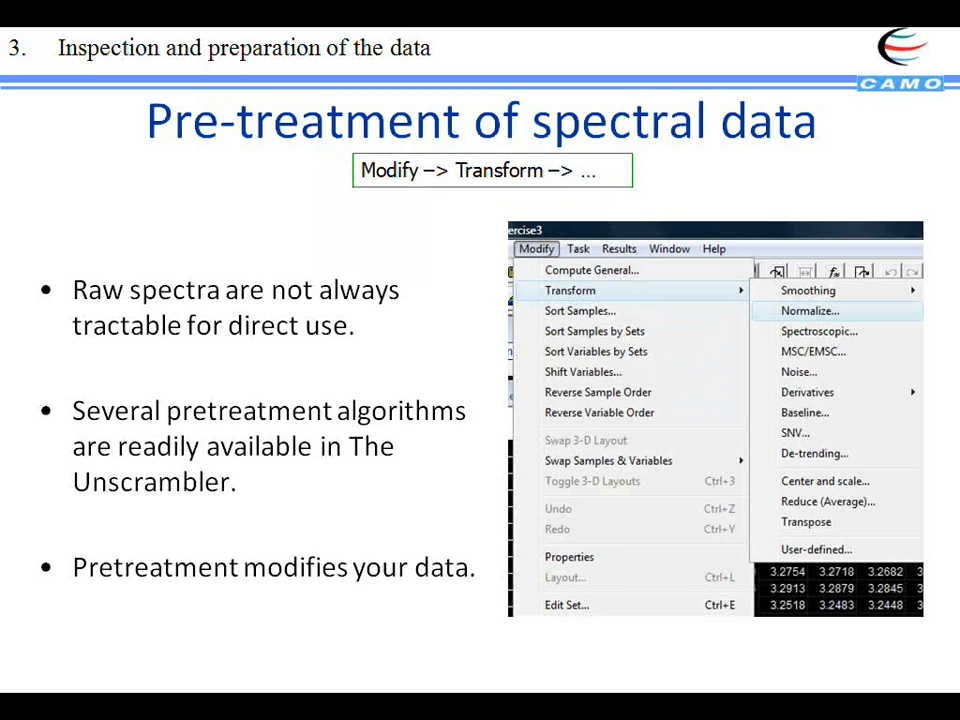 3. Inspection and preparation of the data
CAMO
Pre-treatment of spectral data
Modify –> Transform –> ...
• Raw spectra are not always
tractable for direct use.
• Several pretreatment algorithms
are readily available in The
Unscrambler.
• Pretreatment modifies your data.
ercise3
Modify Task Results Window Help
Compute General...
Transform
Sort Samples...
Sort Samples by Sets
Sort Variables by Sets
Shift Variables...
Reverse Sample Order
Reverse Variable Order
Swap 3-D Layout
Swap Samples & Variables
Toggle 3-D Layouts Ctrl+3
Undo Ctrl+Z
Redo Ctrl+Y
Properties
Layout... Ctrl+L
Edit Set... Ctrl+E
Smoothing
Normalize...
Spectroscopic...
MSC/EMSC...
Noise...
Derivatives
Baseline...
SNV...
De-trending...
Center and scale...
Reduce (Average)...
Transpose
User-defined...
3.2754 3.2718 3.2682 3
3.2913 3.2879 3.2845 3
3.2518 3.2483 3.2448 3